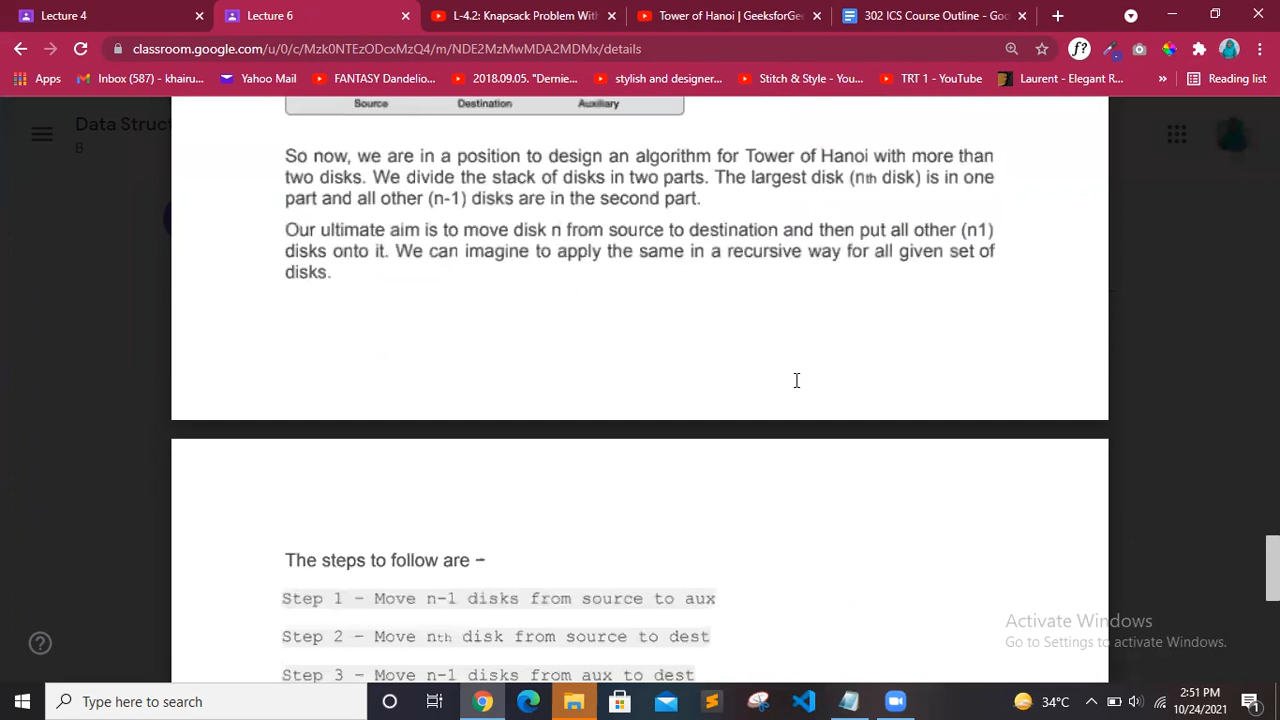 Lecture 4
Lecture 6
L-4.2: Knapsack Problem With
Tower of Hanoi | GeeksforGe
302 ICS Course Outline - Goo
classroom.google.com/u/0/c/Mzk0NTEzODcxMzQ4/m/NDE2MzMwMDA2MDMx/details
f?
Apps
Inbox (587) - khairu...
Yahoo Mail
FANTASY Dandelio...
2018.09.05. "Dernie...
stylish and designer...
Stitch & Style - You...
TRT 1 - YouTube
Laurent - Elegant R...
»
Reading list
Data Struct
B
Source Destination Auxiliary
So now, we are in a position to design an algorithm for Tower of Hanoi with more than
two disks. We divide the stack of disks in two parts. The largest disk (nth disk) is in one
part and all other (n-1) disks are in the second part.
Our ultimate aim is to move disk n from source to destination and then put all other (n1)
disks onto it. We can imagine to apply the same in a recursive way for all given set of
disks.
The steps to follow are −
Step 1 − Move n-1 disks from source to aux
Step 2 − Move nth disk from source to dest
Step 3 − Move n-1 disks from aux to dest
Activate Windows
Go to Settings to activate Windows.
Type here to search
34°C
2:51 PM
10/24/2021
1